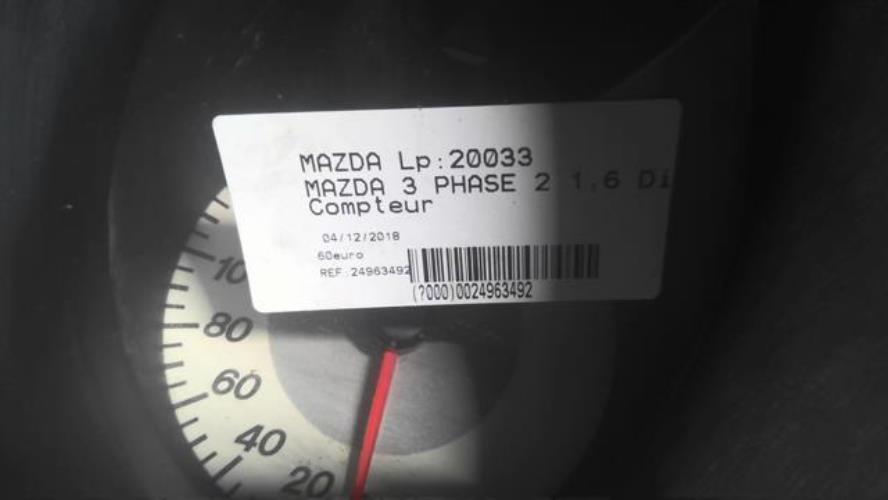 MAZDA Lp:20033
MAZDA 3 PHASE 2 1.6 Di
Compteur
04/12/2018
60euro
REF:24963492
(?000)0024963492
10
80
60
40
20